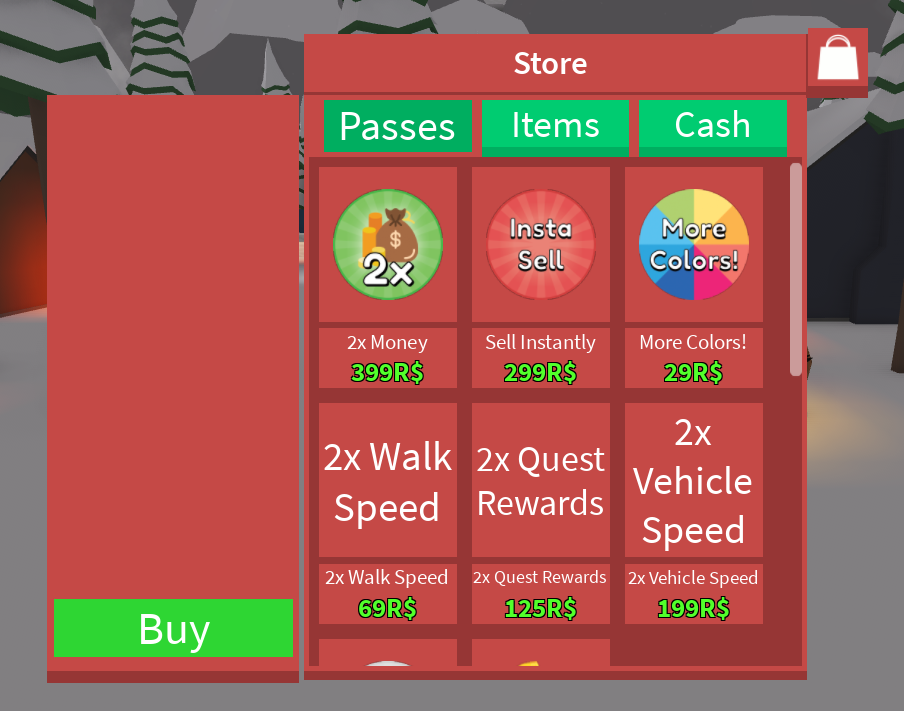 Store
Passes
Items
Cash
$
2x
Insta
Sell
More
Colors!
2x Money
399R$
Sell Instantly
299R$
More Colors!
29R$
2x Walk
Speed
2x Quest
Rewards
2x
Vehicle
Speed
2x Walk Speed
69R$
2x Quest Rewards
125R$
2x Vehicle Speed
199R$
Buy